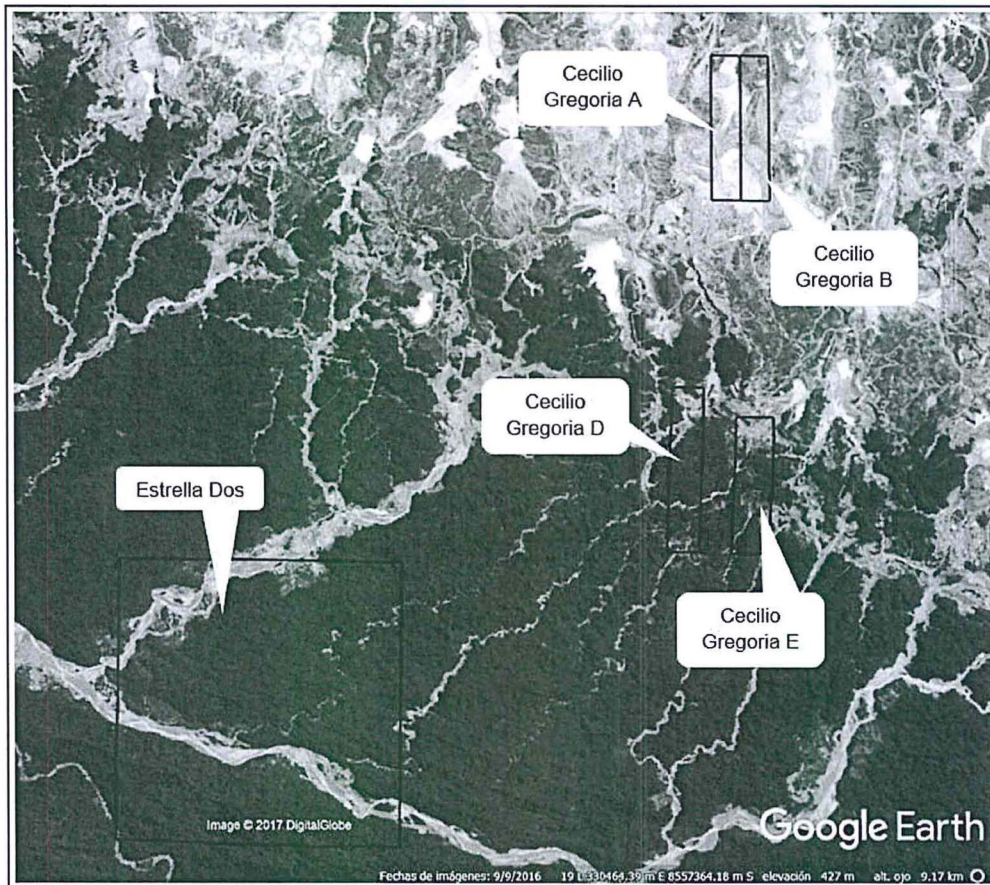 Cecilio
Gregoria A
Cecilio
Gregoria B
Cecilio
Gregoria D
Estrella Dos
Cecilio
Gregoria E
Image © 2017 DigitalGlobe
Google Earth
Fechas de imágenes: 9/9/2016 19 L 330464.39 m E 8557364.18 m S elevación 427 m alt. ojo 9.17 km